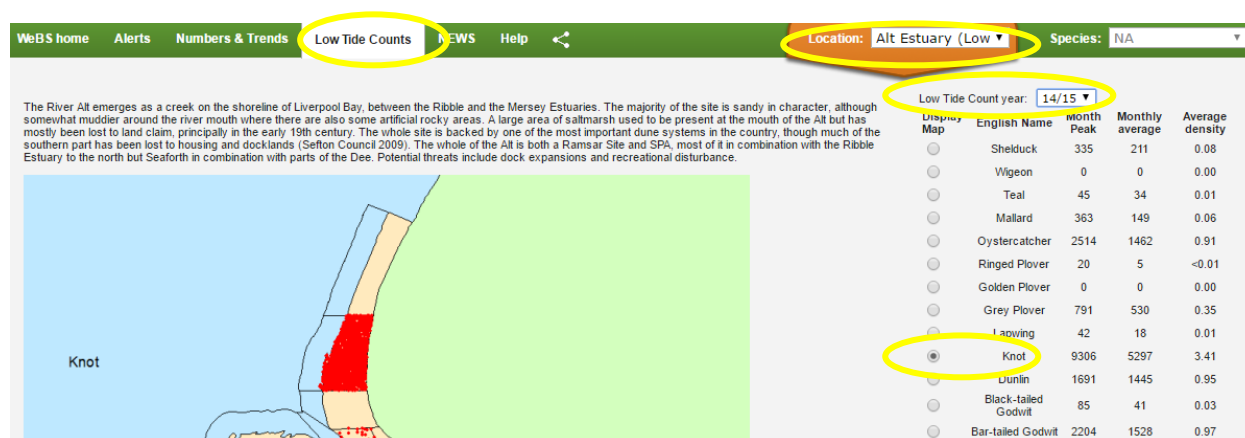 WeBS home Alerts Numbers & Trends Low Tide Counts NEWS Help Location: Alt Estuary (Low Species: NA
The River Alt emerges as a creek on the shoreline of Liverpool Bay, between the Ribble and the Mersey Estuaries. The majority of the site is sandy in character, although
somewhat muddier around the river mouth where there are also some artificial rocky areas. A large area of saltmarsh used to be present at the mouth of the Alt but has
mostly been lost to land claim, principally in the early 19th century. The whole site is backed by one of the most important dune systems in the country, though much of the
southern part has been lost to housing and docklands (Sefton Council 2009). The whole of the Alt is both a Ramsar Site and SPA, most of it in combination with the Ribble
Estuary to the north but Seaforth in combination with parts of the Dee. Potential threats include dock expansions and recreational disturbance.
Knot
Low Tide Count year: 14/15
Display Map English Name Month Peak Monthly average Average density
Shelduck 335 211 0.08
Wigeon 0 0 0.00
Teal 45 34 0.01
Mallard 363 149 0.06
Oystercatcher 2514 1462 0.91
Ringed Plover 20 5 <0.01
Golden Plover 0 0 0.00
Grey Plover 791 530 0.35
Lapwing 42 18 0.01
Knot 9306 5297 3.41
Dunlin 1691 1445 0.95
Black-tailed Godwit 85 41 0.03
Bar-tailed Godwit 2204 1528 0.97